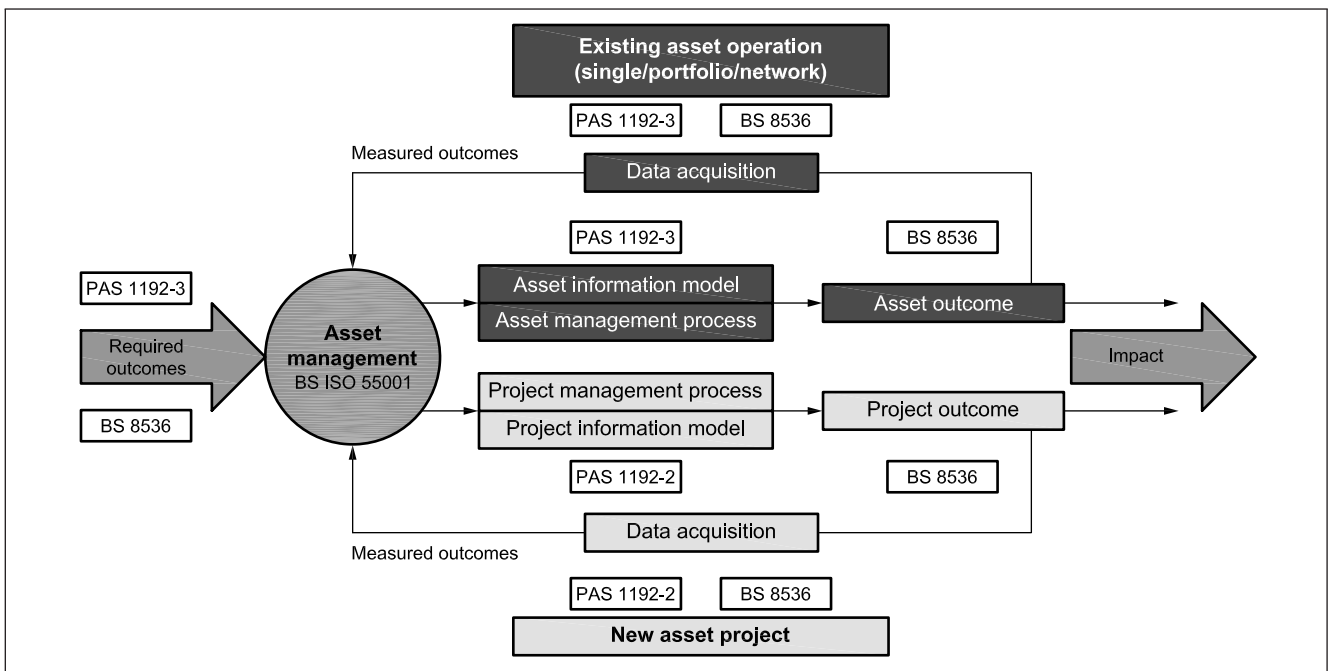 Existing asset operation
(single/portfolio/network)
PAS 1192-3
BS 8536
Measured outcomes
Data acquisition
PAS 1192-3
BS 8536
PAS 1192-3
Asset information model
Asset management process
Asset outcome
Required
outcomes
Asset
management
BS ISO 55001
Impact
Project management process
Project information model
Project outcome
BS 8536
PAS 1192-2
BS 8536
Data acquisition
Measured outcomes
PAS 1192-2
BS 8536
New asset project